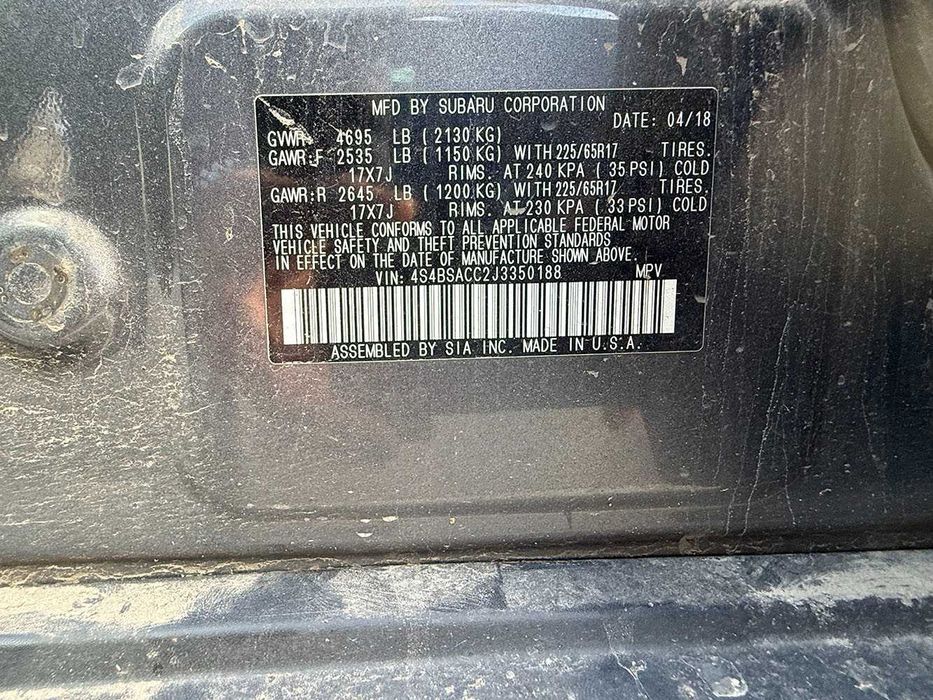 MFD BY SUBARU CORPORATION
DATE: 04/18
GVWR: 4695 LB (2130 KG)
GAWR:F 2535 LB (1150 KG) WITH 225/65R17 TIRES.
17X7J RIMS. AT 240 KPA (35 PSI) COLD
GAWR:R 2645 LB (1200 KG) WITH 225/65R17 TIRES.
17X7J RIMS. AT 230 KPA (33 PSI) COLD
THIS VEHICLE CONFORMS TO ALL APPLICABLE FEDERAL MOTOR
VEHICLE SAFETY AND THEFT PREVENTION STANDARDS
IN EFFECT ON THE DATE OF MANUFACTURE SHOWN ABOVE.
VIN: 4S4BSACC2J3350188 MPV
ASSEMBLED BY SIA INC. MADE IN U.S.A.